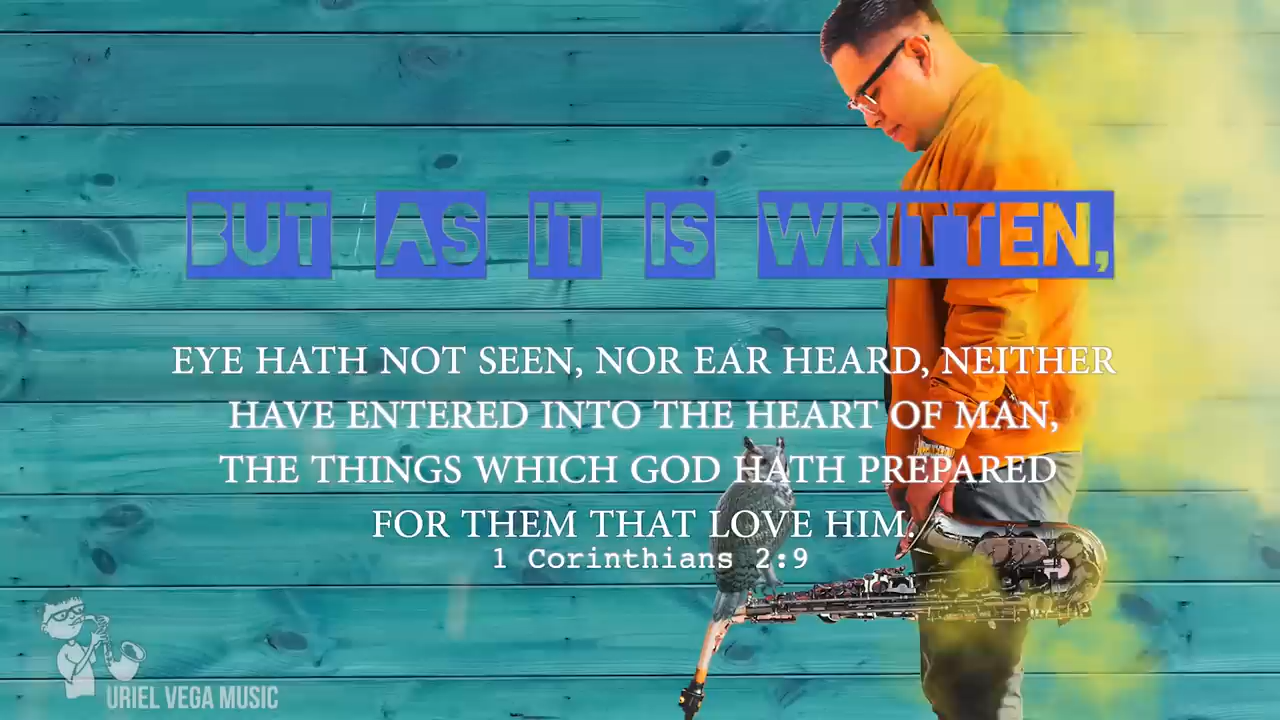 BUT AS IT IS WRITTEN,
EYE HATH NOT SEEN, NOR EAR HEARD, NEITHER
HAVE ENTERED INTO THE HEART OF MAN,
THE THINGS WHICH GOD HATH PREPARED
FOR THEM THAT LOVE HIM.
1 Corinthians 2:9
URIEL VEGA MUSIC